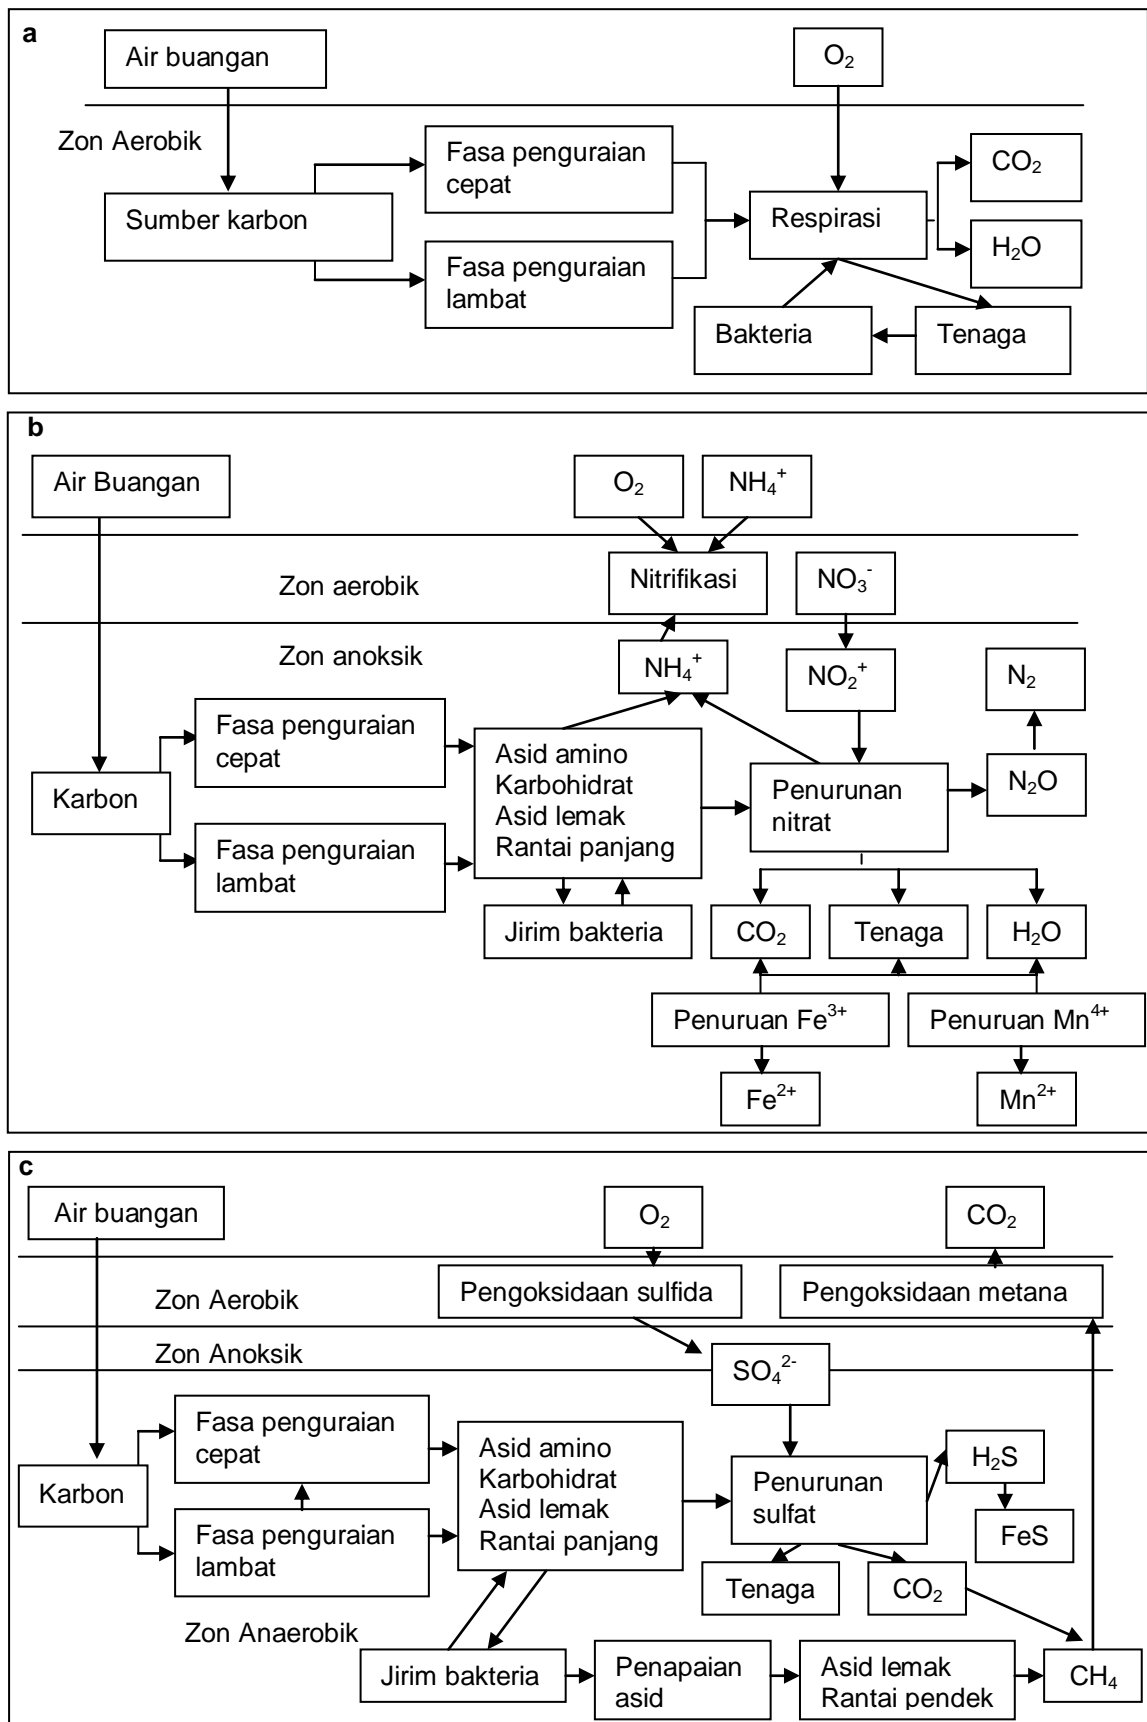 a
Air buangan
O₂
Zon Aerobik
Fasa penguraian
cepat
CO₂
Sumber karbon
Respirasi
H₂O
Fasa penguraian
lambat
Bakteria
Tenaga
b
Air Buangan
O₂
NH₄⁺
Zon aerobik
Nitrifikasi
NO₃⁻
Zon anoksik
NH₄⁺
NO₂⁺
N₂
Fasa penguraian
cepat
Asid amino
Karbohidrat
Asid lemak
Rantai panjang
Karbon
Penurunan
nitrat
N₂O
Fasa penguraian
lambat
Jirim bakteria
CO₂
Tenaga
H₂O
Penuruan Fe³⁺
Penuruan Mn⁴⁺
Fe²⁺
Mn²⁺
c
Air buangan
O₂
CO₂
Zon Aerobik
Pengoksidaan sulfida
Pengoksidaan metana
Zon Anoksik
SO₄²⁻
Fasa penguraian
cepat
Asid amino
Karbohidrat
Asid lemak
Rantai panjang
H₂S
Karbon
Penurunan
sulfat
Fasa penguraian
lambat
FeS
Tenaga
CO₂
Zon Anaerobik
Jirim bakteria
Penapaian
asid
Asid lemak
Rantai pendek
CH₄